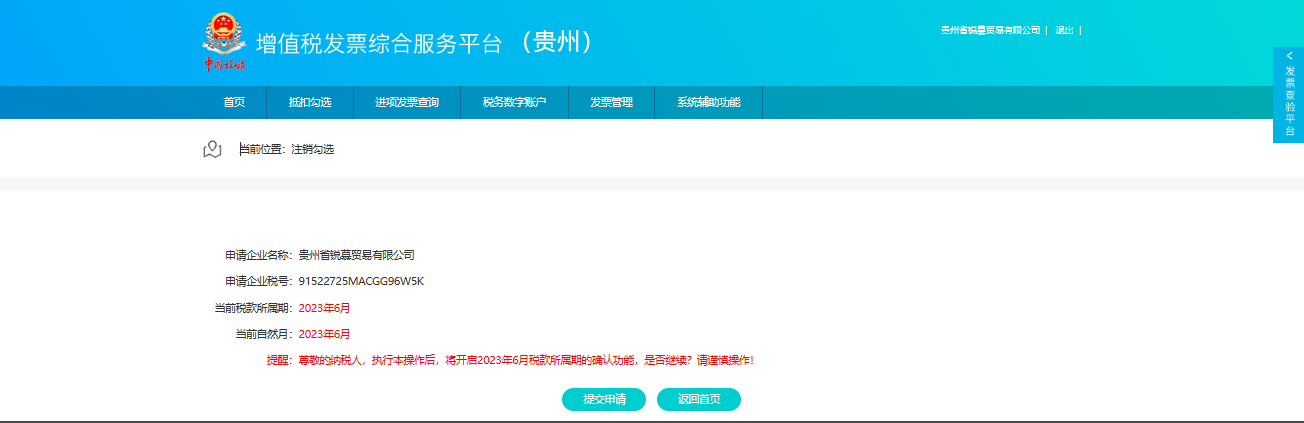 增值税发票综合服务平台（贵州）
贵州省锐蟇贸易有限公司 | 退出 |
中国税务
<
发票查验平台
首页 抵扣勾选 进项发票查询 税务数字账户 发票管理 系统辅助功能
当前位置：注销勾选
申请企业名称：贵州省锐蟇贸易有限公司
申请企业税号：91522725MACGG96W5K
当前税款所属期：2023年6月
当前自然月：2023年6月
提醒：尊敬的纳税人，执行本操作后，将开启2023年6月税款所属期的确认功能，是否继续？请谨慎操作！
提交申请 返回首页